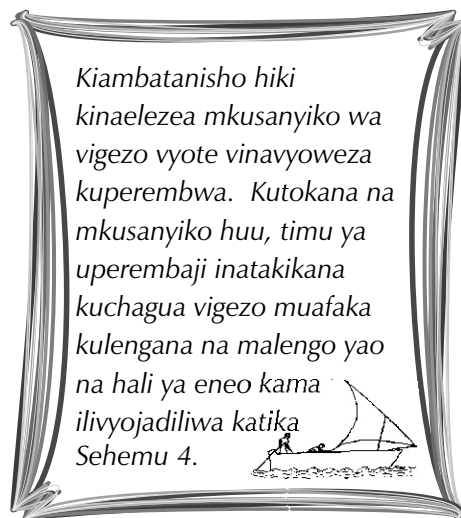 Kiambatanisho hiki
kinaelezea mkusanyiko wa
vigezo vyote vinavyoweza
kuperembwa. Kutokana na
mkusanyiko huu, timu ya
uperembaji inatakikana
kuchagua vigezo muafaka
kulengana na malengo yao
na hali ya eneo kama
ilivyojadiliwa katika
Sehemu 4.